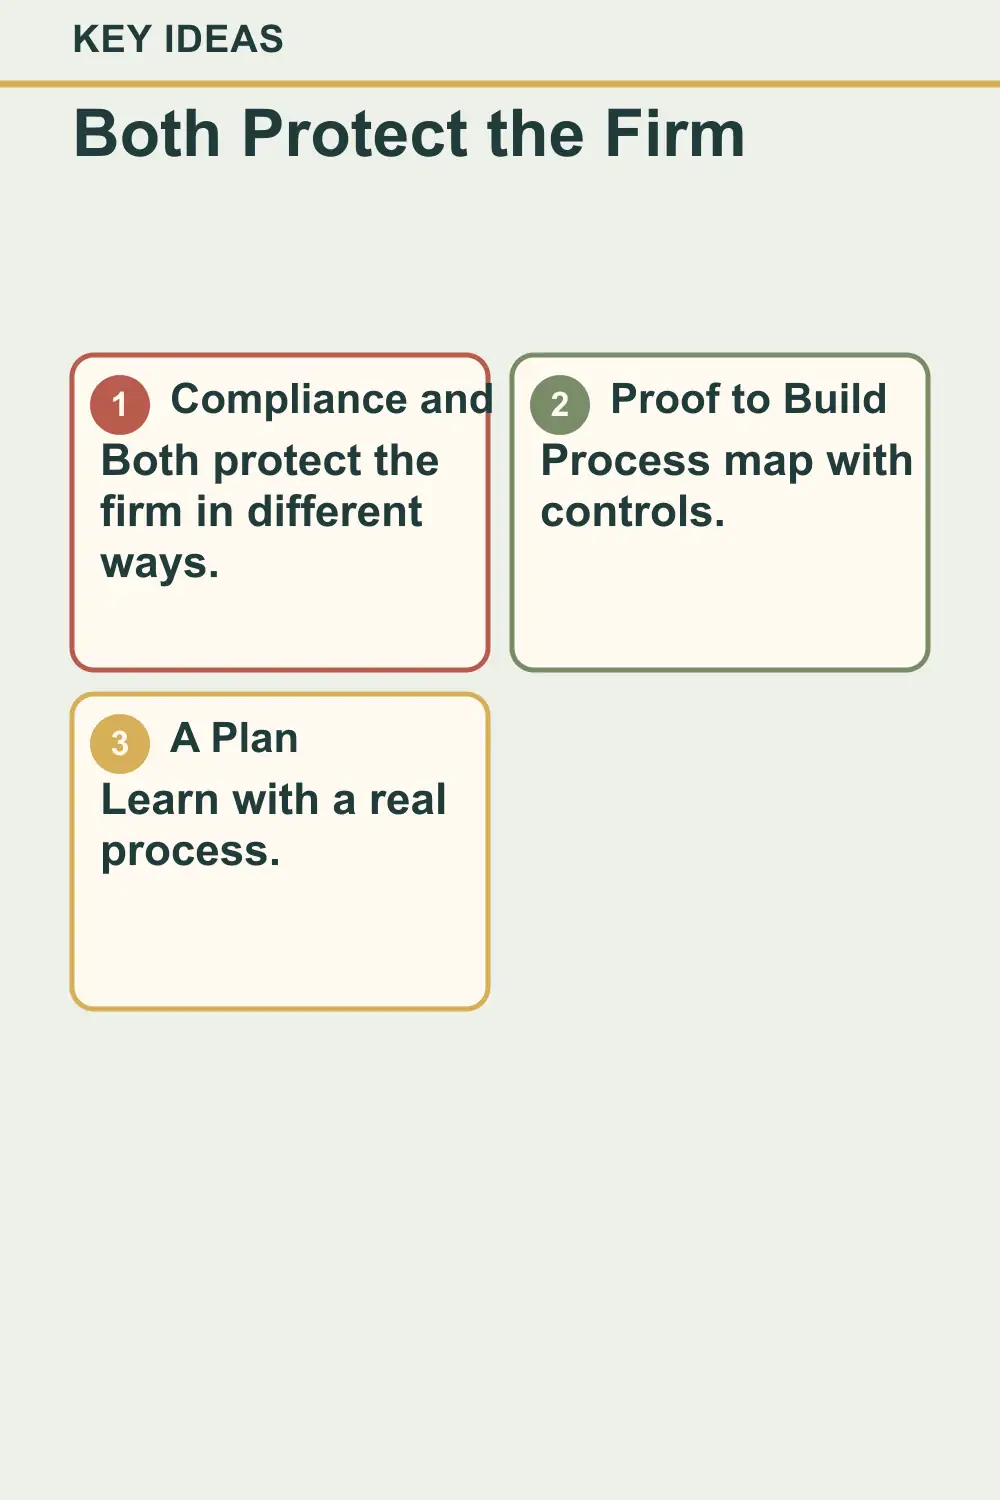 KEY IDEAS
Both Protect the Firm
1 Compliance and
Both protect the
firm in different
ways.
2 Proof to Build
Process map with
controls.
3 A Plan
Learn with a real
process.